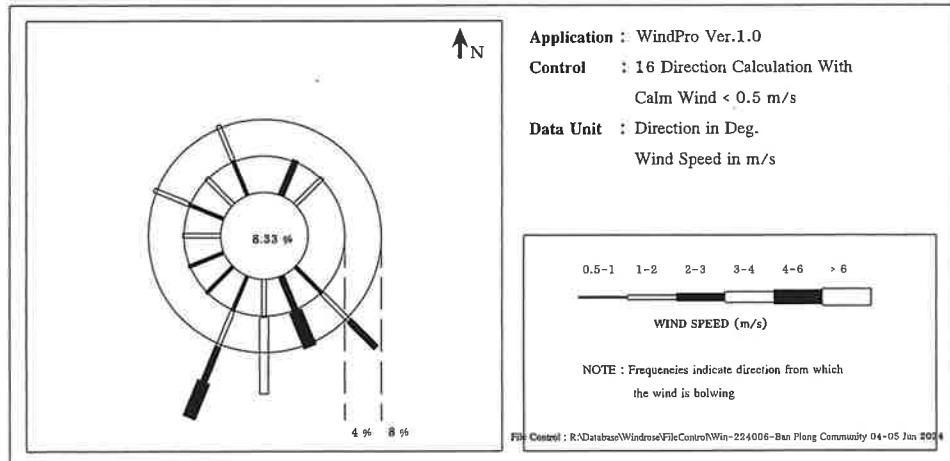 N
Application : WindPro Ver.1.0
Control : 16 Direction Calculation With
Calm Wind < 0.5 m/s
Data Unit : Direction in Deg.
Wind Speed in m/s
8.33 %
4 % 8 %
0.5-1 1-2 2-3 3-4 4-6 > 6
WIND SPEED (m/s)
NOTE : Frequencies indicate direction from which
the wind is bolwing
File Control : R:\Database\Windrose\FileControl\Win-224006-Ban Plong Community 04-05 Jun 2024